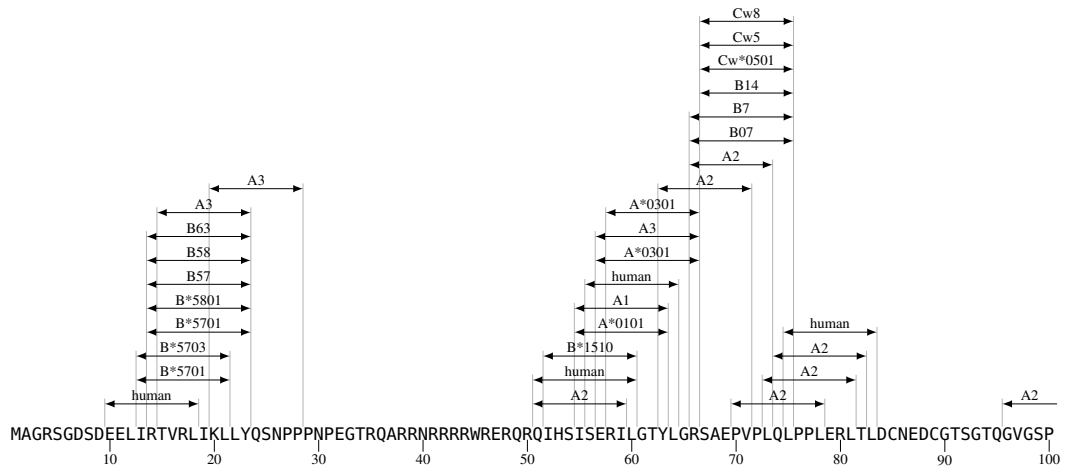 Cw8
Cw5
Cw*0501
B14
B7
B07
A2
A3 A2
A3 A*0301
B63 A3
B58 A*0301
B57 human
B*5801 A1
B*5701 A*0101 human
B*5703 B*1510 A2
B*5701 human A2
human A2 A2 A2
MAGRSGDSDEELIRTVRLIKLLYQSNPPPNPEGTRQARRNRRRRWRERQRQIHSISERILGTYLGRSAEPVPLQLPPLERLTLDCNEDCGTSGTQGVGSP
10 20 30 40 50 60 70 80 90 100